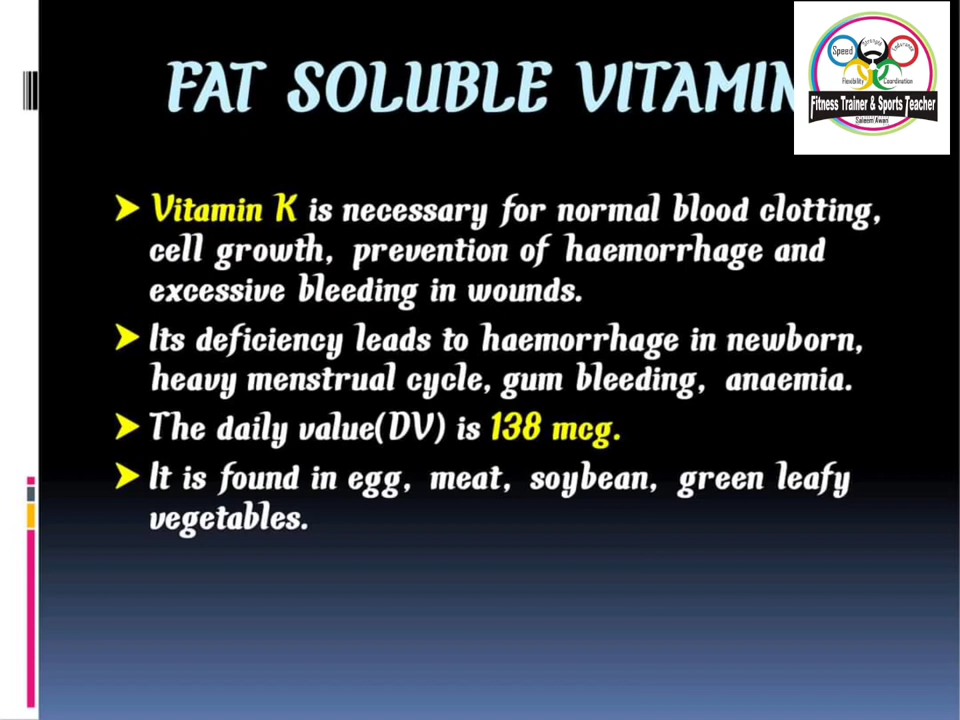 FAT SOLUBLE VITAMIN
Speed
Strength
Endurance
Flexibility
Coordination
Fitness Trainer & Sports Teacher
Saleem Awan
➤ Vitamin K is necessary for normal blood clotting,
cell growth, prevention of haemorrhage and
excessive bleeding in wounds.
➤ Its deficiency leads to haemorrhage in newborn,
heavy menstrual cycle, gum bleeding, anaemia.
➤ The daily value(DV) is 138 mcg.
➤ It is found in egg, meat, soybean, green leafy
vegetables.